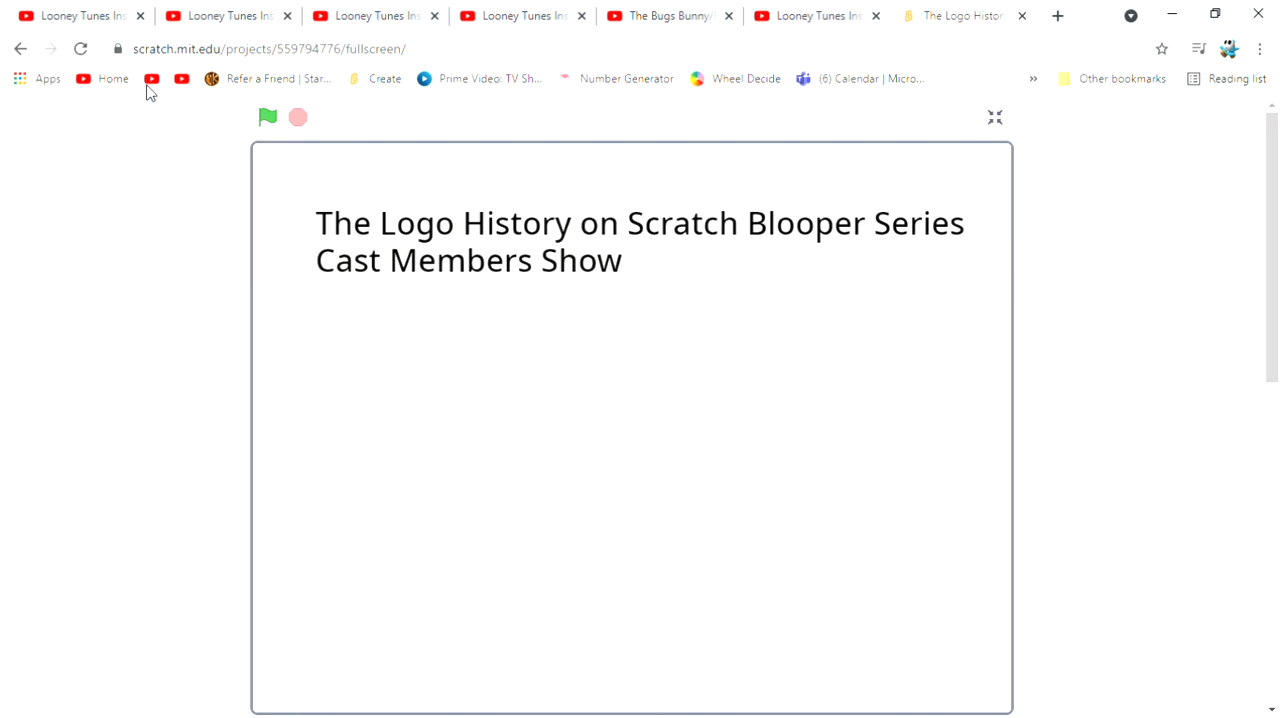 Looney Tunes Ins
Looney Tunes Ins
Looney Tunes Ins
Looney Tunes Ins
The Bugs Bunny/
Looney Tunes Ins
The Logo Histor
scratch.mit.edu/projects/559794776/fullscreen/
Apps
Home
Refer a Friend | Star...
Create
Prime Video: TV Sh...
Number Generator
Wheel Decide
(6) Calendar | Micro...
»
Other bookmarks
Reading list
The Logo History on Scratch Blooper Series
Cast Members Show